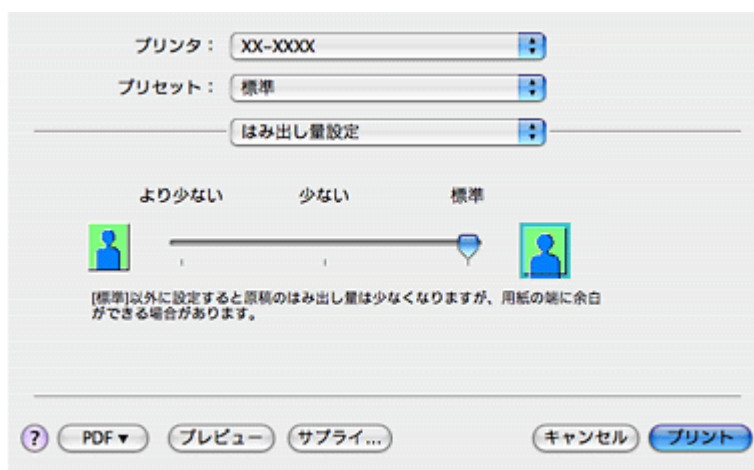 プリンタ： XX-XXXX
プリセット： 標準
はみ出し量設定
より少ない 少ない 標準
[標準]以外に設定すると原稿のはみ出し量は少なくなりますが、用紙の端に余白
ができる場合があります。
? PDF▼ プレビュー サプライ... キャンセル プリント